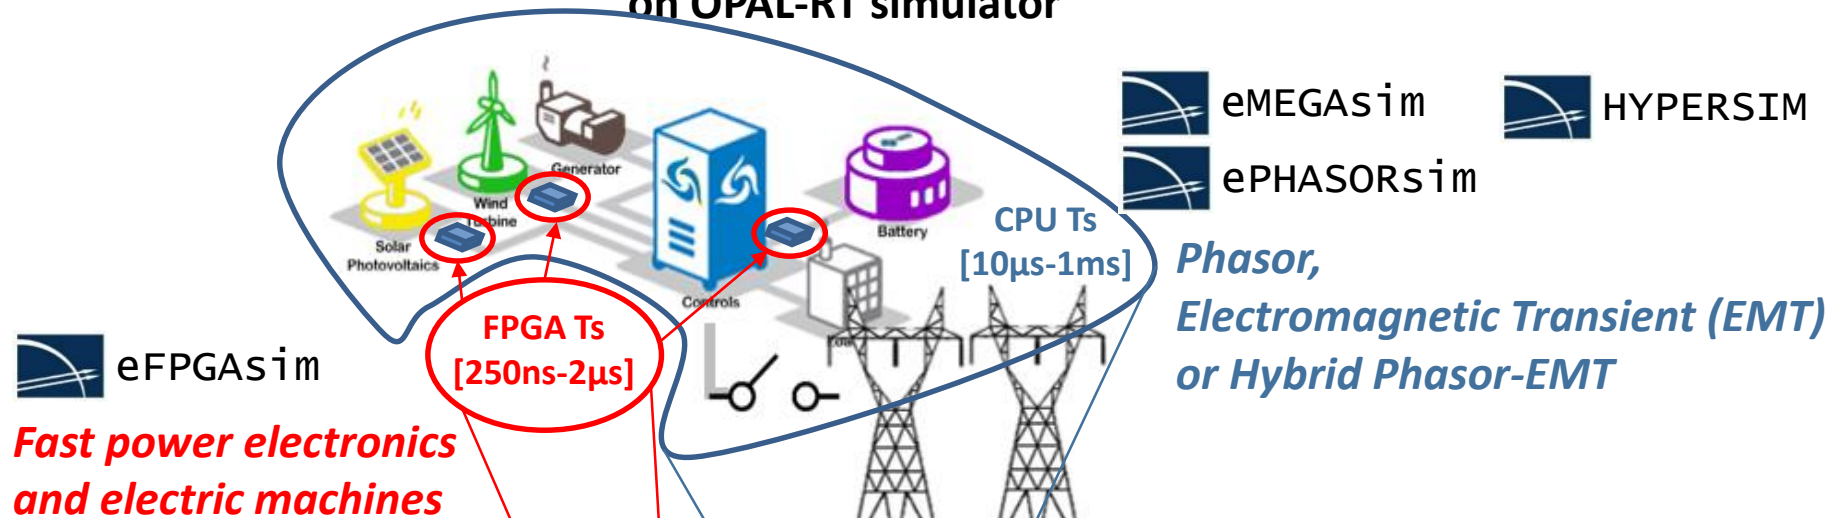 on OPAL-RT simulator
eMEGAsim
HYPERSIM
ePHASORsim
Generator
Wind
Turbine
Solar
Photovoltaics
Battery
Controls
CPU Ts
[10µs-1ms]
Phasor,
Electromagnetic Transient (EMT)
or Hybrid Phasor-EMT
FPGA Ts
[250ns-2µs]
eFPGAsim
Fast power electronics
and electric machines